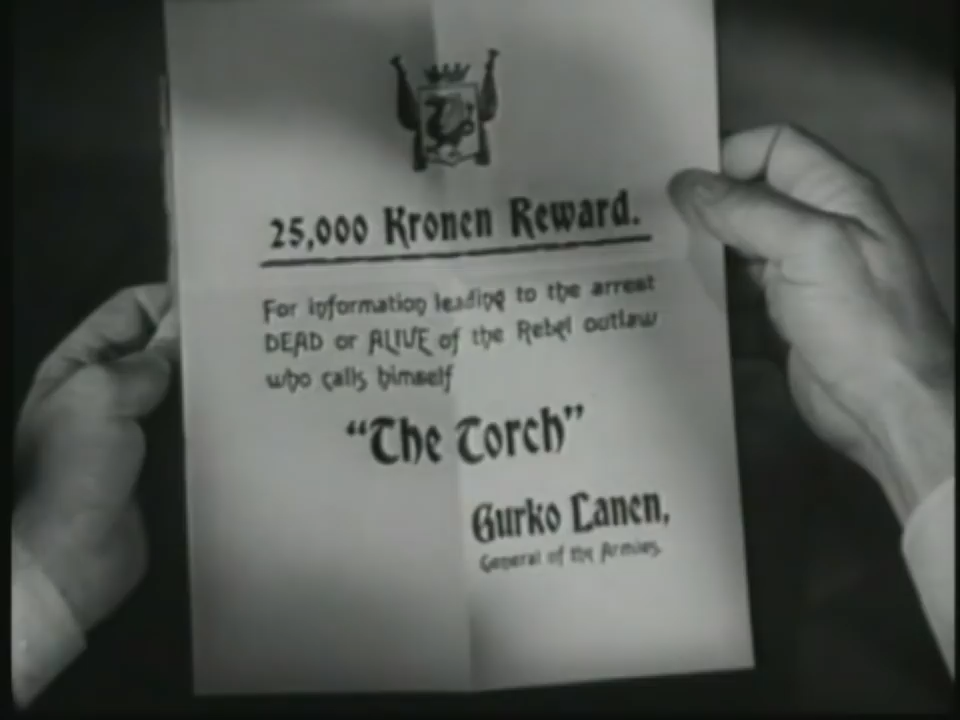 25,000 Kronen Reward.
For information leading to the arrest
DEAD or ALIVE of the Rebel outlaw
who calls himself
“The Torch”
Gurko Lanen,
General of the Armies.